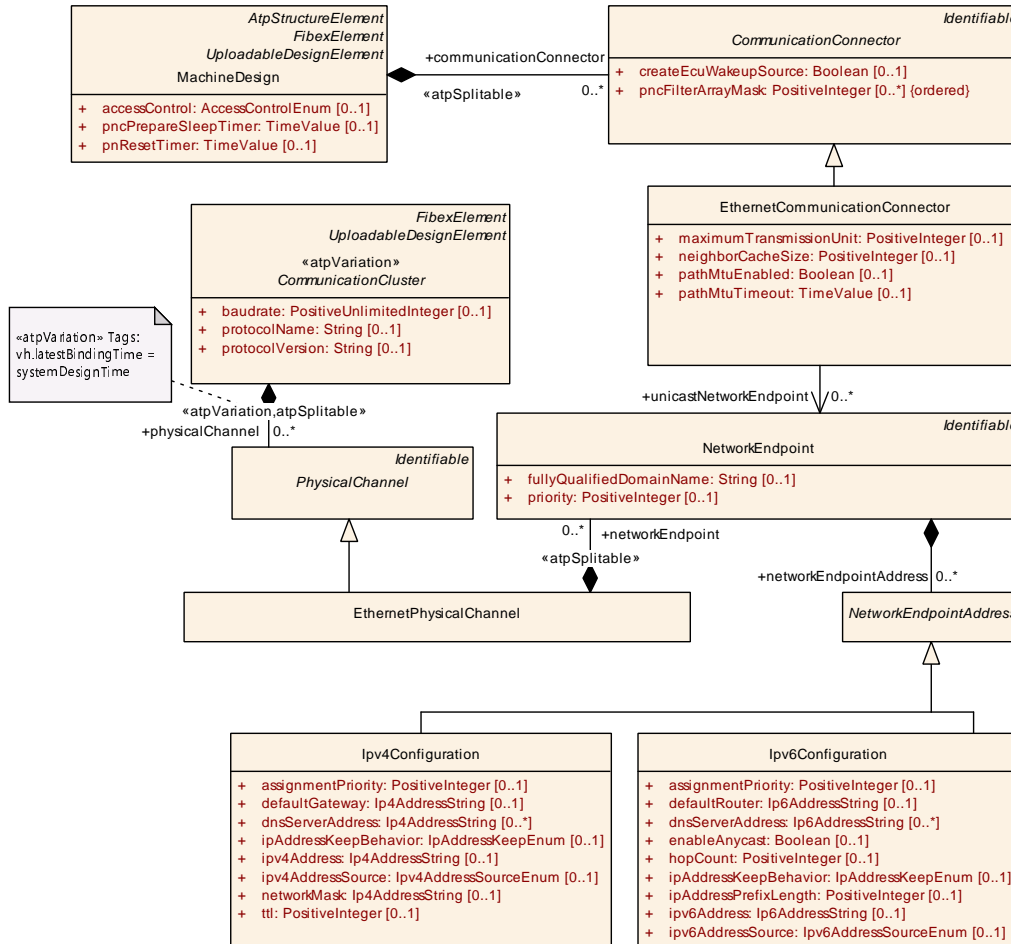 AtpStructureElement
FibexElement
UploadableDesignElement
MachineDesign
+ accessControl: AccessControlEnum [0..1]
+ pncPrepareSleepTimer: TimeValue [0..1]
+ pnResetTimer: TimeValue [0..1]
+communicationConnector
«atpSplitable»
0..*
Identifiable
CommunicationConnector
+ createEcuWakeupSource: Boolean [0..1]
+ pncFilterArrayMask: PositiveInteger [0..*] {ordered}
EthernetCommunicationConnector
+ maximumTransmissionUnit: PositiveInteger [0..1]
+ neighborCacheSize: PositiveInteger [0..1]
+ pathMtuEnabled: Boolean [0..1]
+ pathMtuTimeout: TimeValue [0..1]
FibexElement
UploadableDesignElement
«atpVariation»
CommunicationCluster
+ baudrate: PositiveUnlimitedInteger [0..1]
+ protocolName: String [0..1]
+ protocolVersion: String [0..1]
«atpVariation» Tags:
vh.latestBindingTime =
systemDesignTime
«atpVariation,atpSplitable»
+physicalChannel 0..*
+unicastNetworkEndpoint 0..*
Identifiable
PhysicalChannel
Identifiable
NetworkEndpoint
+ fullyQualifiedDomainName: String [0..1]
+ priority: PositiveInteger [0..1]
0..* +networkEndpoint
«atpSplitable»
+networkEndpointAddress 0..*
EthernetPhysicalChannel
NetworkEndpointAddress
Ipv4Configuration
+ assignmentPriority: PositiveInteger [0..1]
+ defaultGateway: Ip4AddressString [0..1]
+ dnsServerAddress: Ip4AddressString [0..*]
+ ipAddressKeepBehavior: IpAddressKeepEnum [0..1]
+ ipv4Address: Ip4AddressString [0..1]
+ ipv4AddressSource: Ipv4AddressSourceEnum [0..1]
+ networkMask: Ip4AddressString [0..1]
+ ttl: PositiveInteger [0..1]
Ipv6Configuration
+ assignmentPriority: PositiveInteger [0..1]
+ defaultRouter: Ip6AddressString [0..1]
+ dnsServerAddress: Ip6AddressString [0..*]
+ enableAnycast: Boolean [0..1]
+ hopCount: PositiveInteger [0..1]
+ ipAddressKeepBehavior: IpAddressKeepEnum [0..1]
+ ipAddressPrefixLength: PositiveInteger [0..1]
+ ipv6Address: Ip6AddressString [0..1]
+ ipv6AddressSource: Ipv6AddressSourceEnum [0..1]